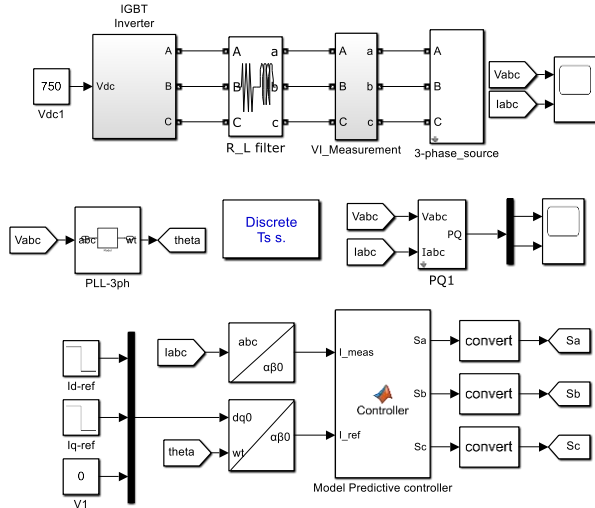 IGBT
Inverter
750
Vdc1
Vdc
A
B
C
A
B
C
a
b
c
R_L filter
A
B
C
a
b
c
VI_Measurement
A
B
C
3-phase_source
Vabc
Iabc
Vabc
abc
wt
PLL-3ph
theta
Discrete
Ts s.
Vabc
Iabc
Vabc
PQ
Iabc
PQ1
Id-ref
Iq-ref
0
V1
Iabc
abc
αβ0
theta
dq0
αβ0
wt
I_meas
I_ref
Controller
Sa
Sb
Sc
Model Predictive controller
convert
convert
convert
Sa
Sb
Sc